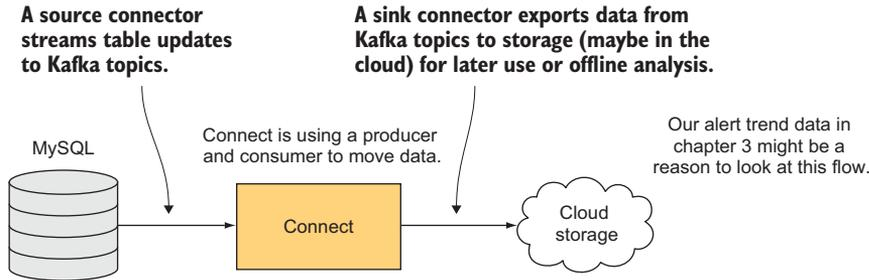 A source connector
streams table updates
to Kafka topics.
A sink connector exports data from
Kafka topics to storage (maybe in the
cloud) for later use or offline analysis.
Connect is using a producer
and consumer to move data.
Our alert trend data in
chapter 3 might be a
reason to look at this flow.
MySQL
Connect
Cloud
storage